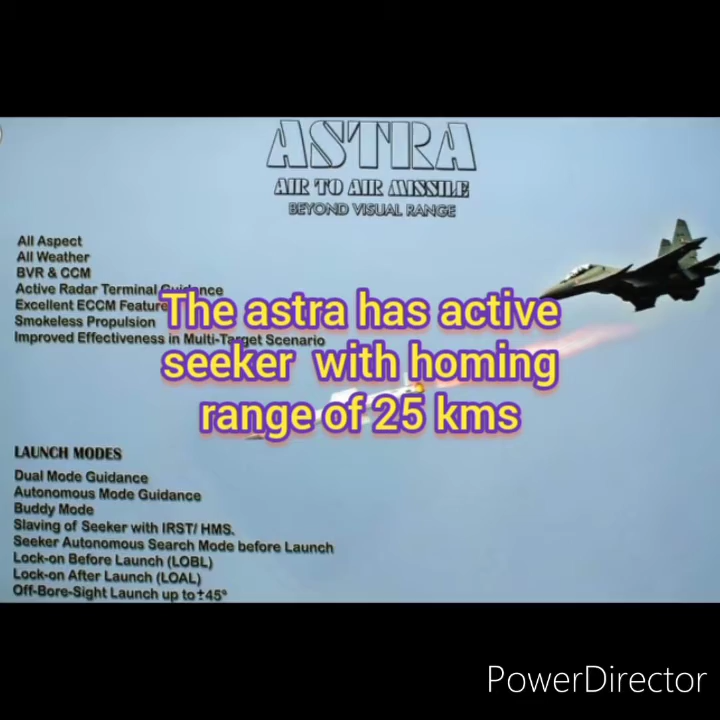 ASTRA
AIR TO AIR MISSILE
BEYOND VISUAL RANGE
All Aspect
All Weather
BVR & CCM
Active Radar Terminal Guidance
Excellent ECCM Feature
Smokeless Propulsion
Improved Effectiveness in Multi-Target Scenario
The astra has active
seeker with homing
range of 25 kms
LAUNCH MODES
Dual Mode Guidance
Autonomous Mode Guidance
Buddy Mode
Slaving of Seeker with IRST/ HMS.
Seeker Autonomous Search Mode before Launch
Lock-on Before Launch (LOBL)
Lock-on After Launch (LOAL)
Off-Bore-Sight Launch up to ±45°
PowerDirector